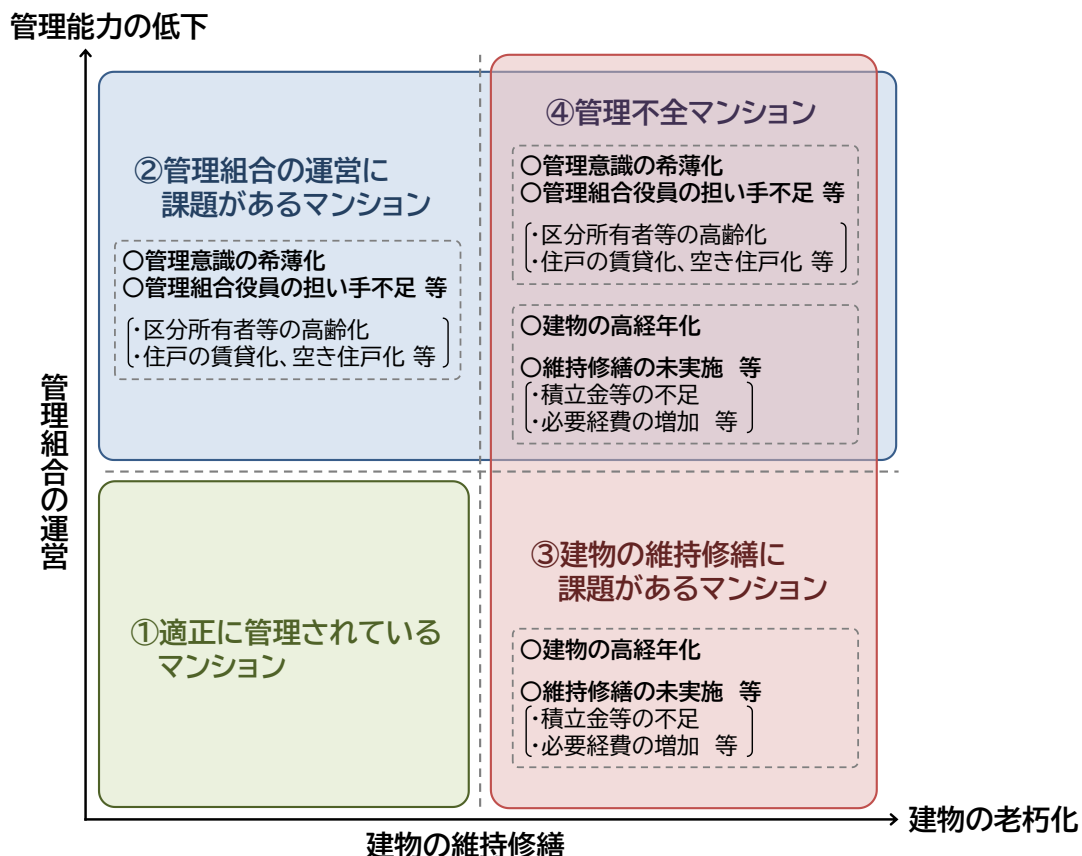 管理能力の低下
④管理不全マンション
○管理意識の希薄化
○管理組合役員の担い手不足 等
・区分所有者等の高齢化
・住戸の賃貸化、空き住戸化 等
○建物の高経年化
○維持修繕の未実施 等
・積立金等の不足
・必要経費の増加 等
②管理組合の運営に
課題があるマンション
○管理意識の希薄化
○管理組合役員の担い手不足 等
・区分所有者等の高齢化
・住戸の賃貸化、空き住戸化 等
管理組合の運営
①適正に管理されている
マンション
③建物の維持修繕に
課題があるマンション
○建物の高経年化
○維持修繕の未実施 等
・積立金等の不足
・必要経費の増加 等
建物の老朽化
建物の維持修繕